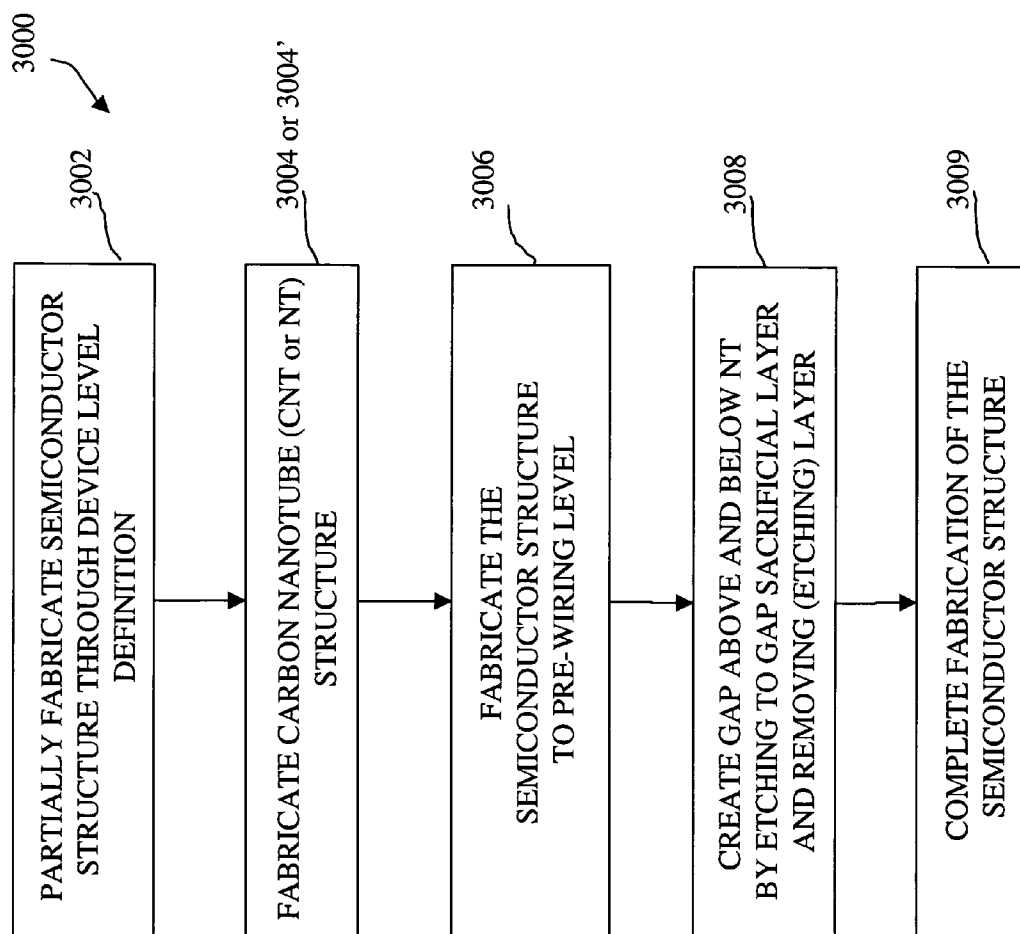 3000
3002
PARTIALLY FABRICATE SEMICONDUCTOR
STRUCTURE THROUGH DEVICE LEVEL
DEFINITION
3004 or 3004'
FABRICATE CARBON NANOTUBE (CNT or NT)
STRUCTURE
3006
FABRICATE THE
SEMICONDUCTOR STRUCTURE
TO PRE-WIRING LEVEL
3008
CREATE GAP ABOVE AND BELOW NT
BY ETCHING TO GAP SACRIFICIAL LAYER
AND REMOVING (ETCHING) LAYER
3009
COMPLETE FABRICATION OF THE
SEMICONDUCTOR STRUCTURE